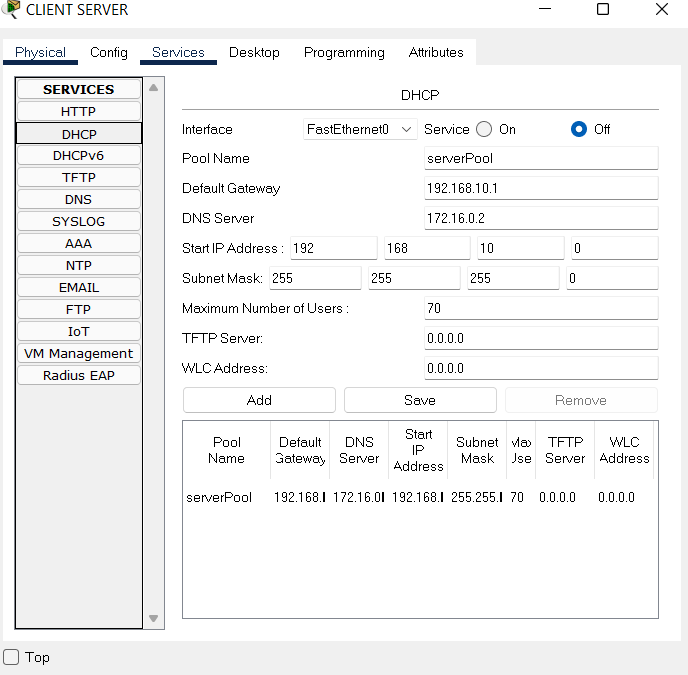 CLIENT SERVER
Physical Config Services Desktop Programming Attributes
SERVICES
HTTP
DHCP
DHCPv6
TFTP
DNS
SYSLOG
AAA
NTP
EMAIL
FTP
IoT
VM Management
Radius EAP
DHCP
Interface FastEthernet0 Service On Off
Pool Name serverPool
Default Gateway 192.168.10.1
DNS Server 172.16.0.2
Start IP Address : 192 168 10 0
Subnet Mask: 255 255 255 0
Maximum Number of Users : 70
TFTP Server: 0.0.0.0
WLC Address: 0.0.0.0
Add Save Remove
Pool Name Default Gateway DNS Server Start IP Address Subnet Mask TFTP Server WLC Address
serverPool 192.168. 172.16.0 192.168. 255.255. 70 0.0.0.0 0.0.0.0
Top